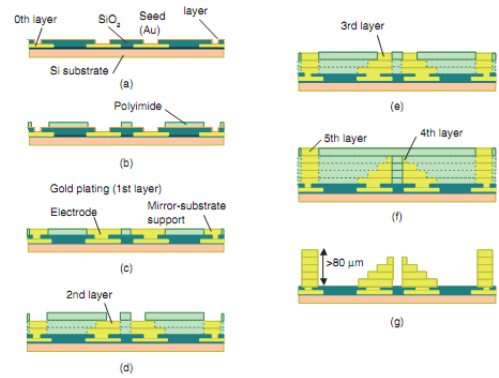 0th layer
SiO2
Seed
(Au)
layer
Si substrate
(a)
Polyimide
(b)
Gold plating (1st layer)
Electrode
Mirror-substrate
support
(c)
2nd layer
(d)
3rd layer
(e)
5th layer
4th layer
(f)
>80 μm
(g)